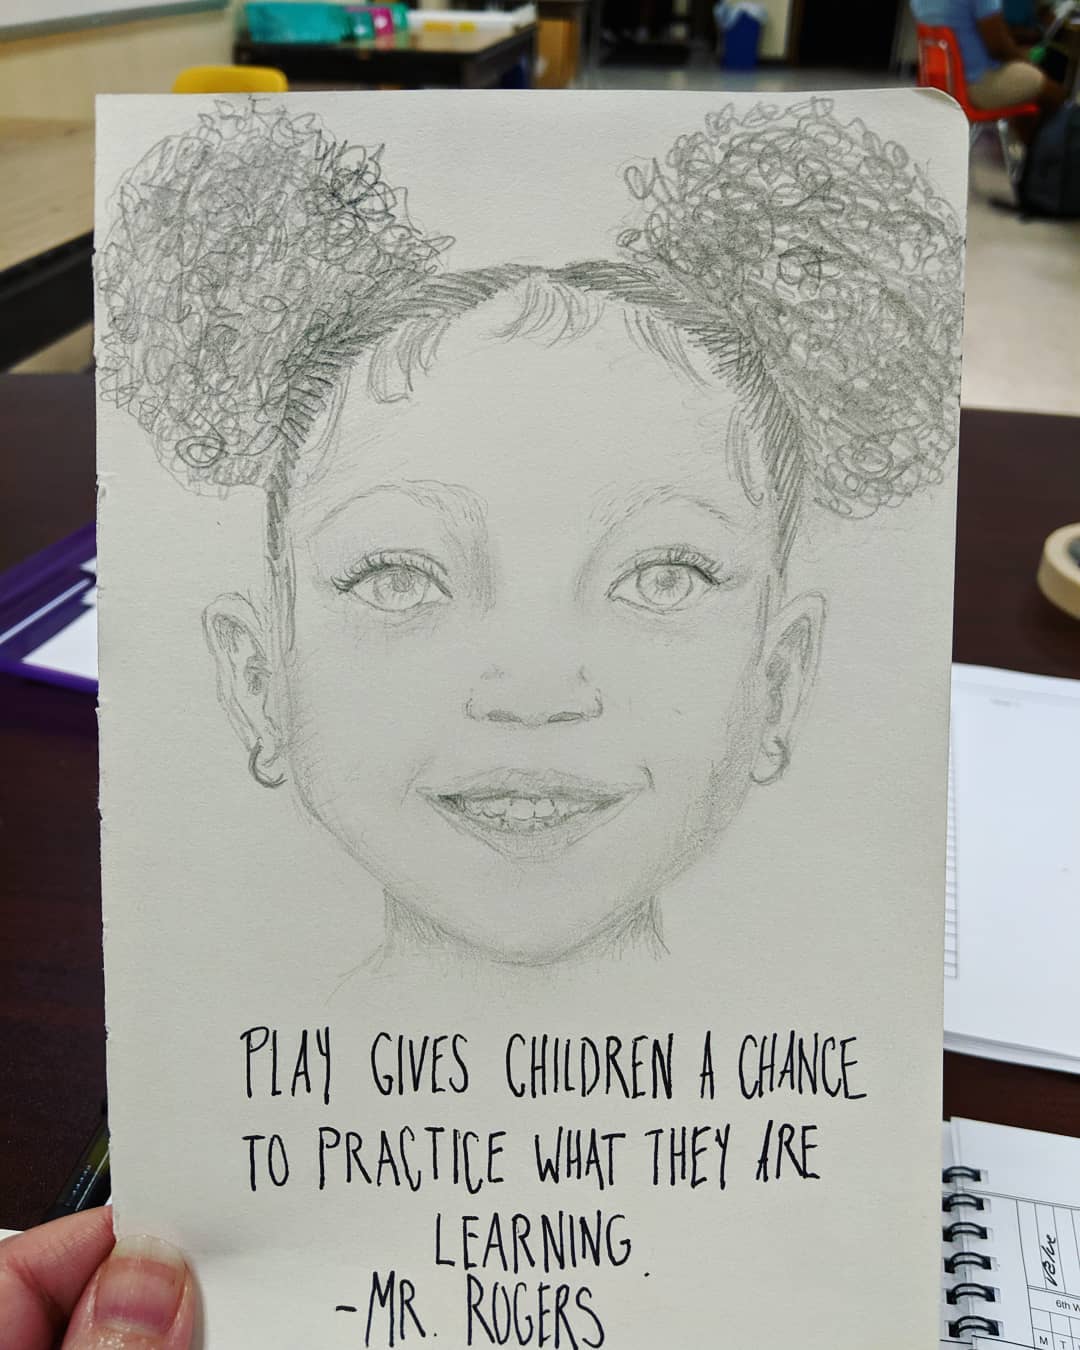 PLAY GIVES CHILDREN A CHANCE
TO PRACTICE WHAT THEY ARE
LEARNING.
-MR. ROGERS
6th W
M T